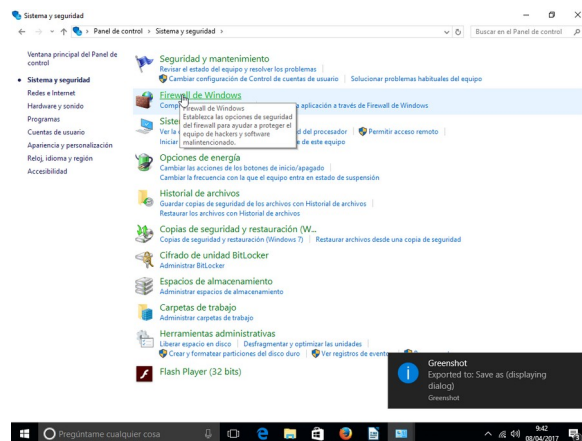 Sistema y seguridad
Panel de control > Sistema y seguridad >
Buscar en el Panel de control
Ventana principal del Panel de
control
Sistema y seguridad
Redes e Internet
Hardware y sonido
Programas
Cuentas de usuario
Apariencia y personalización
Reloj, idioma y región
Accesibilidad
Seguridad y mantenimiento
Revisar el estado del equipo y resolver los problemas
Cambiar configuración de Control de cuentas de usuario
Solucionar problemas habituales del equipo
Firewall de Windows
aplicación a través de Firewall de Windows
Firewall de Windows
Establezca las opciones de seguridad
del firewall para ayudar a proteger el
equipo de hackers y software
malintencionado.
Siste
Ver la
d del procesador
Permitir acceso remoto
Iniciar
e de este equipo
Opciones de energía
Cambiar las acciones de los botones de inicio/apagado
Cambiar la frecuencia con la que el equipo entra en estado de suspensión
Historial de archivos
Guardar copias de seguridad de los archivos con Historial de archivos
Restaurar los archivos con Historial de archivos
Copias de seguridad y restauración (W...
Copias de seguridad y restauración (Windows 7)
Restaurar archivos desde una copia de seguridad
Cifrado de unidad BitLocker
Administrar BitLocker
Espacios de almacenamiento
Administrar espacios de almacenamiento
Carpetas de trabajo
Administrar carpetas de trabajo
Herramientas administrativas
Liberar espacio en disco
Desfragmentar y optimizar las unidades
Crear y formatear particiones del disco duro
Ver registros de evento
Flash Player (32 bits)
Greenshot
Exported to: Save as (displaying
dialog)
Greenshot
Pregúntame cualquier cosa
9:42
08/04/2017